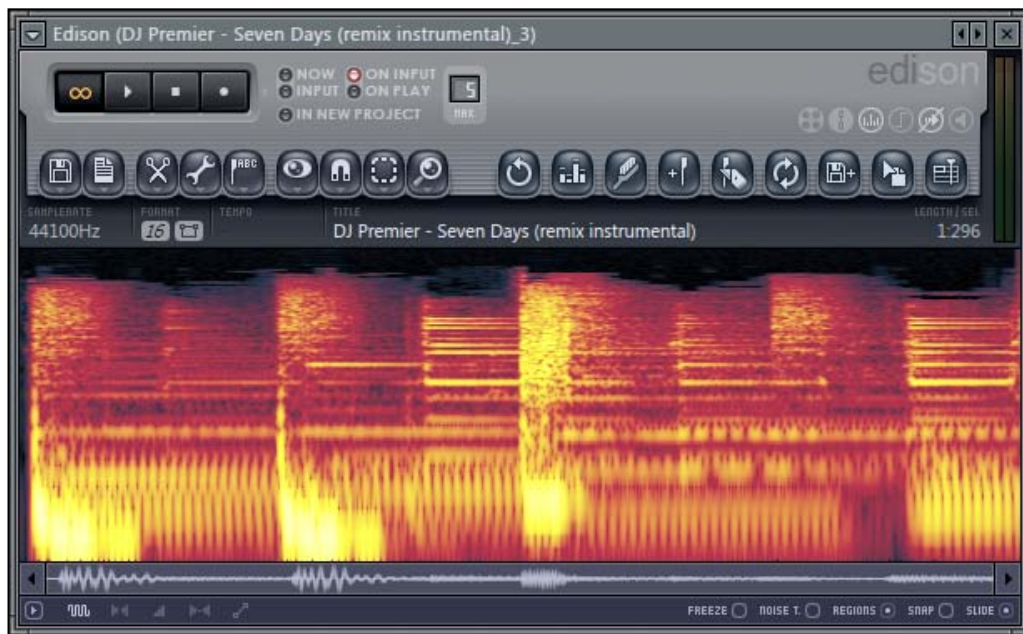 Edison (DJ Premier - Seven Days (remix instrumental)_3)
NOW ON INPUT
INPUT ON PLAY
IN NEW PROJECT
5
MAX
edison
ABC
SAMPLERATE FORMAT TEMPO TITLE LENGTH/SEL
44100Hz 16 DJ Premier - Seven Days (remix instrumental) 1:296
FREEZE NOISE T. REGIONS SNAP SLIDE